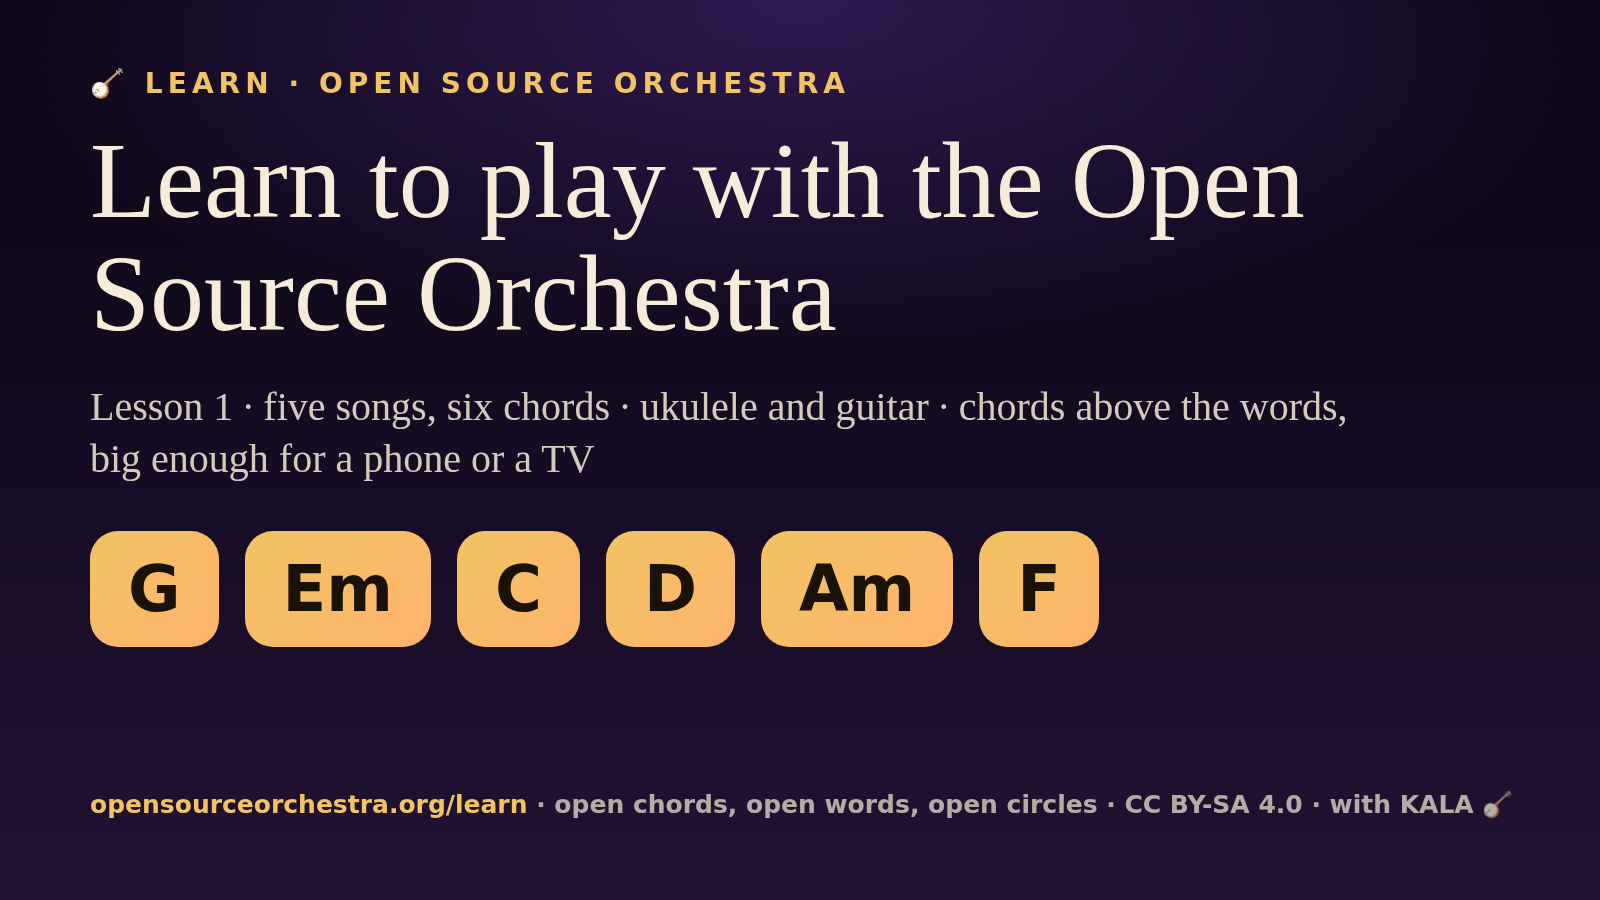 🪕 LEARN · OPEN SOURCE ORCHESTRA
Learn to play with the Open
Source Orchestra
Lesson 1 · five songs, six chords · ukulele and guitar · chords above the words,
big enough for a phone or a TV
G Em C D Am F
opensourceorchestra.org/learn · open chords, open words, open circles · CC BY-SA 4.0 · with KALA 🪕